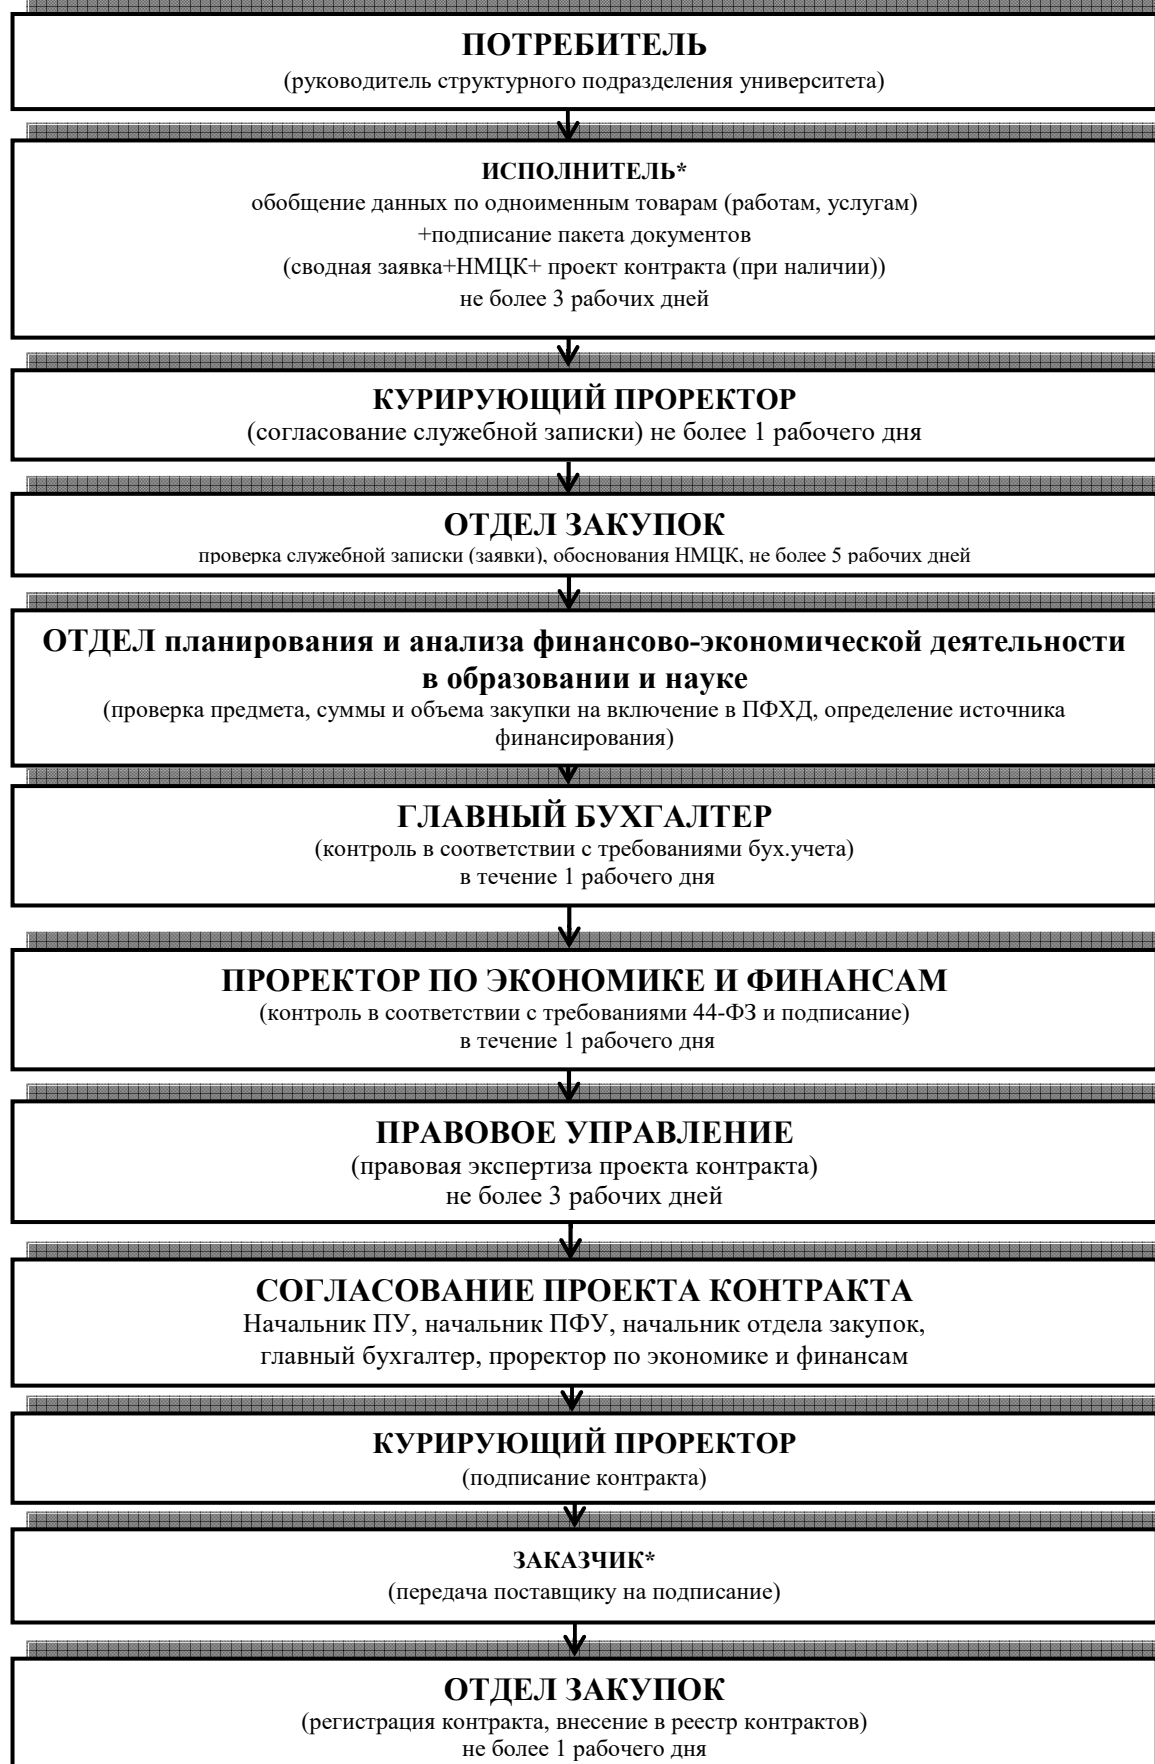 ПОТРЕБИТЕЛЬ
(руководитель структурного подразделения университета)
ИСПОЛНИТЕЛЬ*
обобщение данных по одноименным товарам (работам, услугам)
+подписание пакета документов
(сводная заявка+НМЦК+ проект контракта (при наличии))
не более 3 рабочих дней
КУРИРУЮЩИЙ ПРОРЕКТОР
(согласование служебной записки) не более 1 рабочего дня
ОТДЕЛ ЗАКУПОК
проверка служебной записки (заявки), обоснования НМЦК, не более 5 рабочих дней
ОТДЕЛ планирования и анализа финансово-экономической деятельности
в образовании и науке
(проверка предмета, суммы и объема закупки на включение в ПФХД, определение источника
финансирования)
ГЛАВНЫЙ БУХГАЛТЕР
(контроль в соответствии с требованиями бух.учета)
в течение 1 рабочего дня
ПРОРЕКТОР ПО ЭКОНОМИКЕ И ФИНАНСАМ
(контроль в соответствии с требованиями 44-ФЗ и подписание)
в течение 1 рабочего дня
ПРАВОВОЕ УПРАВЛЕНИЕ
(правовая экспертиза проекта контракта)
не более 3 рабочих дней
СОГЛАСОВАНИЕ ПРОЕКТА КОНТРАКТА
Начальник ПУ, начальник ПФУ, начальник отдела закупок,
главный бухгалтер, проректор по экономике и финансам
КУРИРУЮЩИЙ ПРОРЕКТОР
(подписание контракта)
ЗАКАЗЧИК*
(передача поставщику на подписание)
ОТДЕЛ ЗАКУПОК
(регистрация контракта, внесение в реестр контрактов)
не более 1 рабочего дня